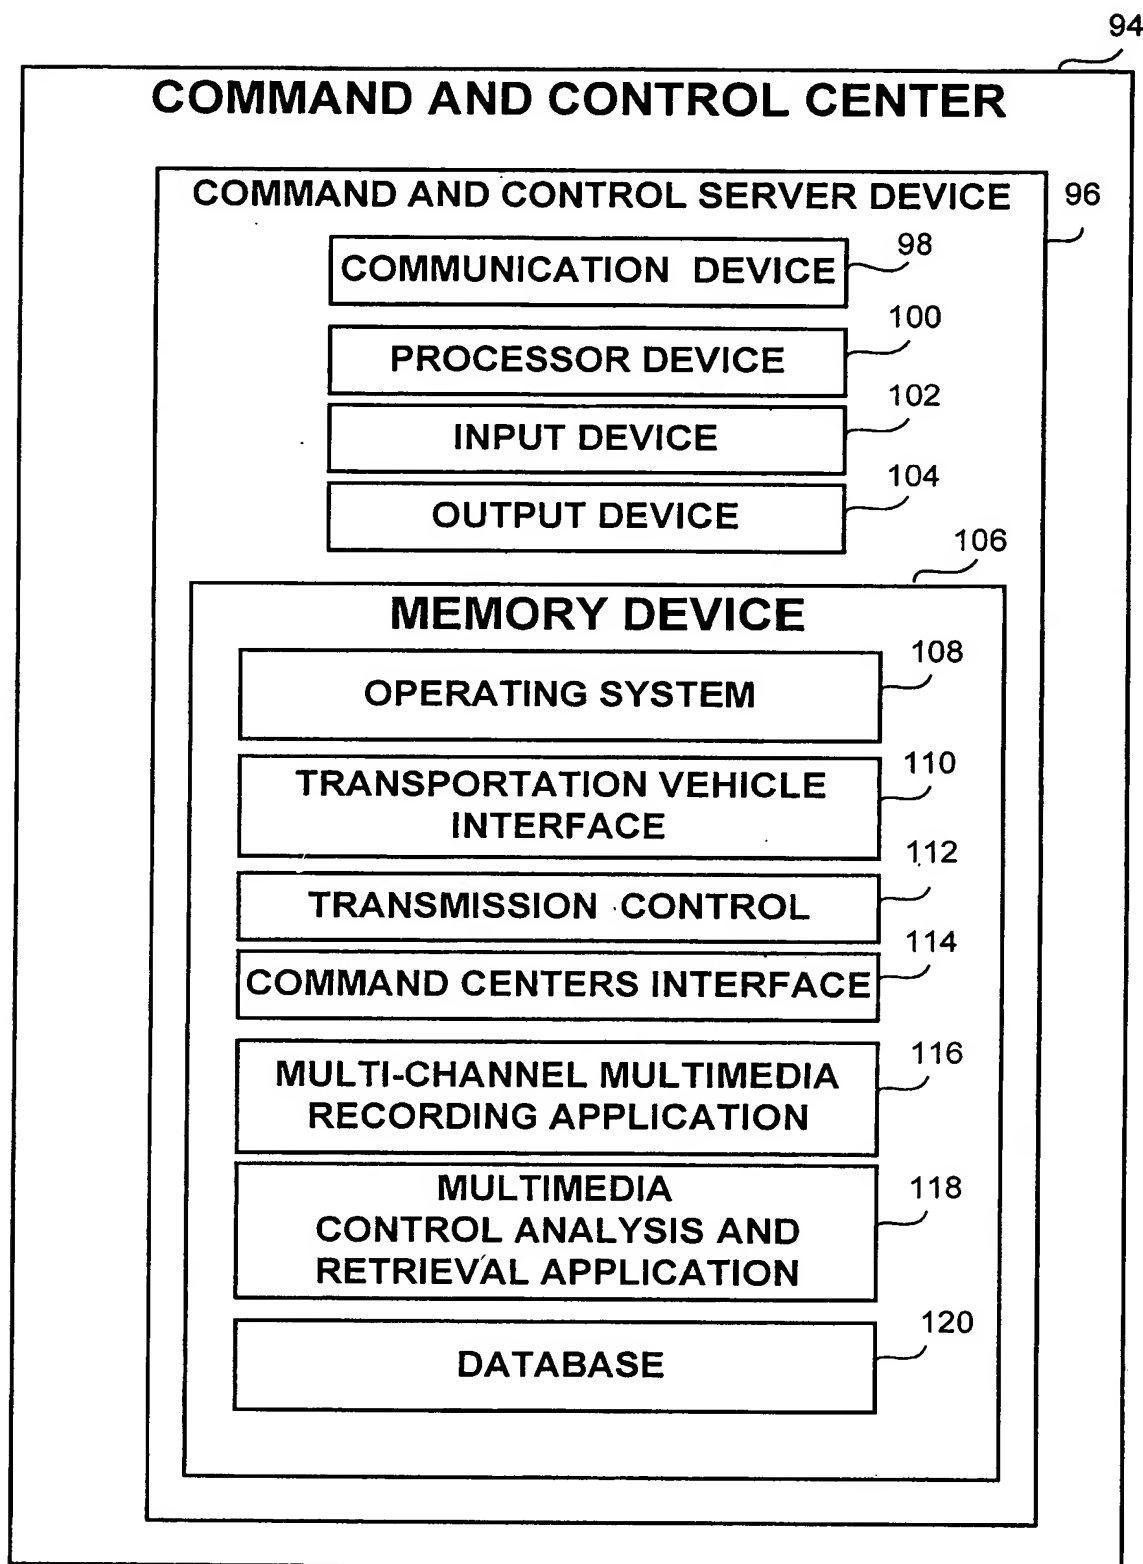 94
COMMAND AND CONTROL CENTER
COMMAND AND CONTROL SERVER DEVICE
96
COMMUNICATION DEVICE
98
PROCESSOR DEVICE
100
INPUT DEVICE
102
OUTPUT DEVICE
104
106
MEMORY DEVICE
OPERATING SYSTEM
108
TRANSPORTATION VEHICLE
INTERFACE
110
TRANSMISSION CONTROL
112
COMMAND CENTERS INTERFACE
114
MULTI-CHANNEL MULTIMEDIA
RECORDING APPLICATION
116
MULTIMEDIA
CONTROL ANALYSIS AND
RETRIEVAL APPLICATION
118
DATABASE
120